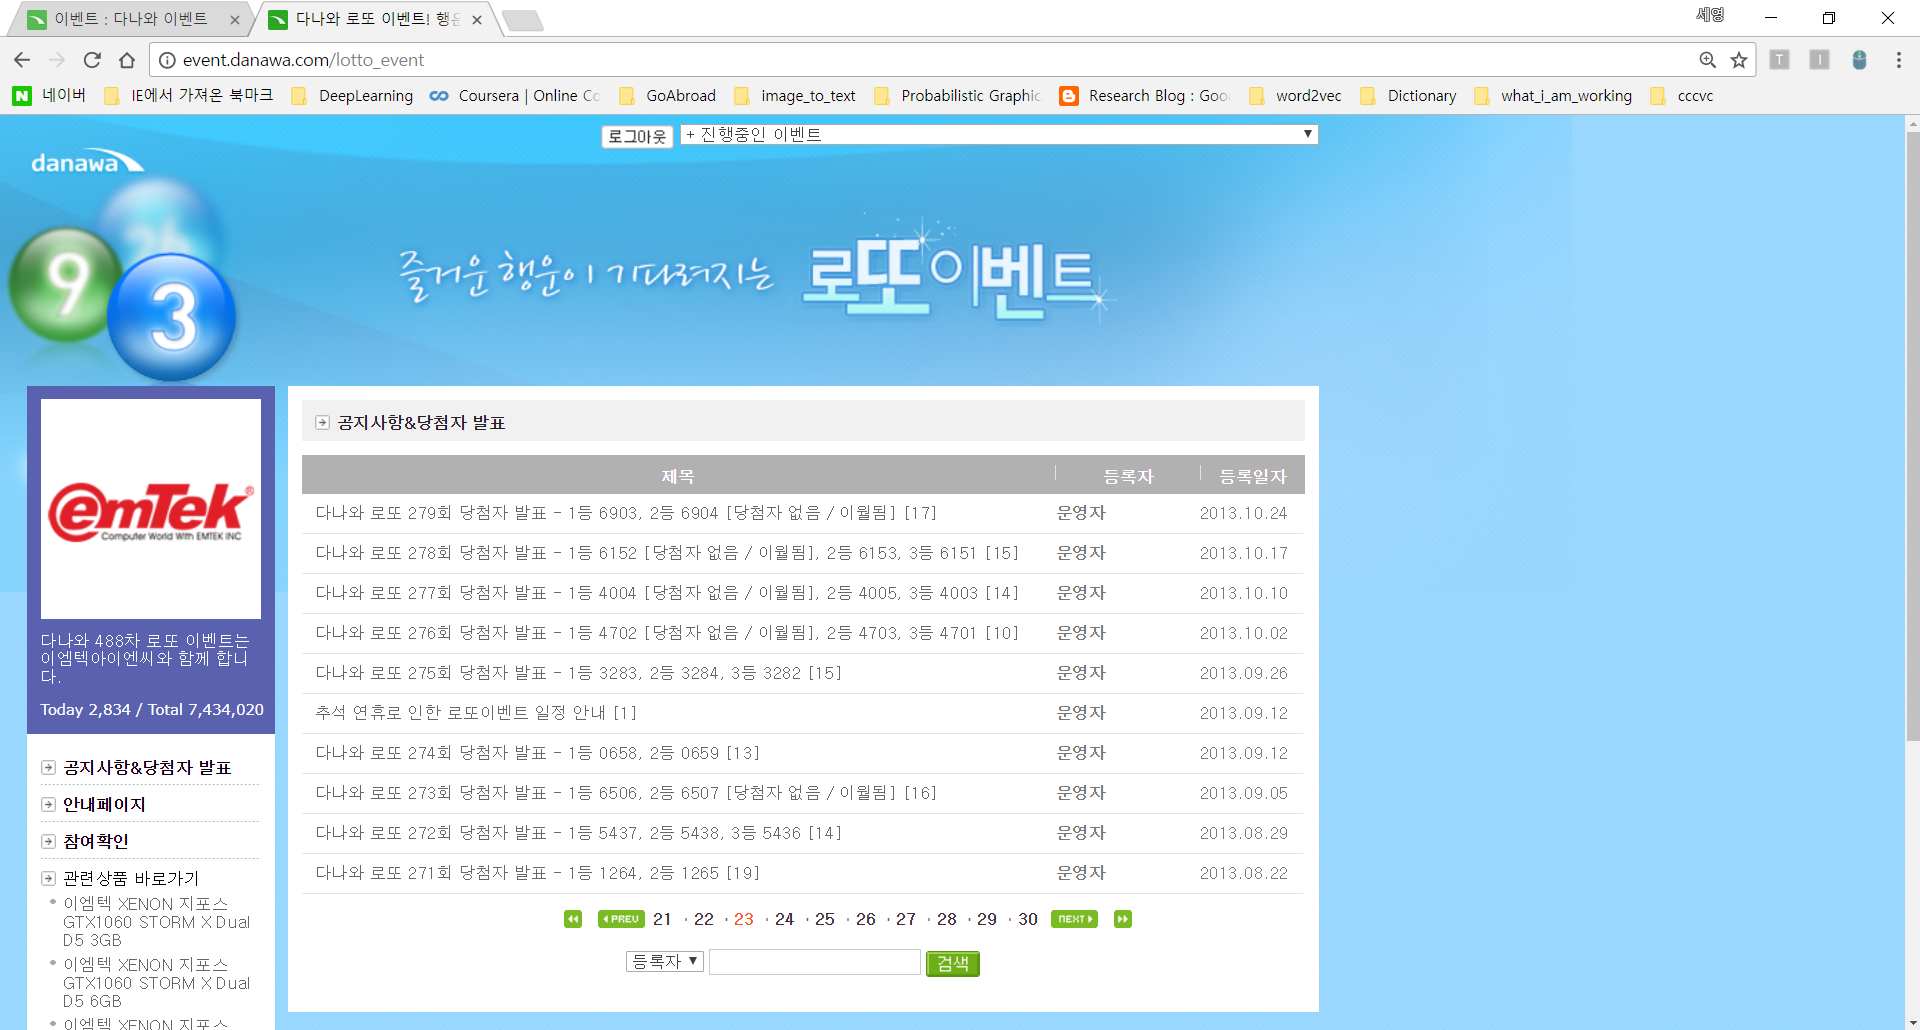 이벤트 : 다나와 이벤트
다나와 로또 이벤트! 행운
세영
event.danawa.com/lotto_event
네이버
IE에서 가져온 북마크
DeepLearning
Coursera | Online Co
GoAbroad
image_to_text
Probabilistic Graphic
Research Blog : Goo
word2vec
Dictionary
what_i_am_working
cccvc
로그아웃
+ 진행중인 이벤트
danawa
26
9
3
즐거운 행운이 기다려지는 로또이벤트
emTek
Computer World With EMTEK INC
다나와 488차 로또 이벤트는
이엠텍아이엔씨와 함께 합니
다.
Today 2,834 / Total 7,434,020
공지사항&당첨자 발표
안내페이지
참여확인
관련상품 바로가기
이엠텍 XENON 지포스
GTX1060 STORM X Dual
D5 3GB
이엠텍 XENON 지포스
GTX1060 STORM X Dual
D5 6GB
이엠텍 XENON 지포스
공지사항&당첨자 발표
제목 등록자 등록일자
다나와 로또 279회 당첨자 발표 - 1등 6903, 2등 6904 [당첨자 없음 / 이월됨] [17] 운영자 2013.10.24
다나와 로또 278회 당첨자 발표 - 1등 6152 [당첨자 없음 / 이월됨], 2등 6153, 3등 6151 [15] 운영자 2013.10.17
다나와 로또 277회 당첨자 발표 - 1등 4004 [당첨자 없음 / 이월됨], 2등 4005, 3등 4003 [14] 운영자 2013.10.10
다나와 로또 276회 당첨자 발표 - 1등 4702 [당첨자 없음 / 이월됨], 2등 4703, 3등 4701 [10] 운영자 2013.10.02
다나와 로또 275회 당첨자 발표 - 1등 3283, 2등 3284, 3등 3282 [15] 운영자 2013.09.26
추석 연휴로 인한 로또이벤트 일정 안내 [1] 운영자 2013.09.12
다나와 로또 274회 당첨자 발표 - 1등 0658, 2등 0659 [13] 운영자 2013.09.12
다나와 로또 273회 당첨자 발표 - 1등 6506, 2등 6507 [당첨자 없음 / 이월됨] [16] 운영자 2013.09.05
다나와 로또 272회 당첨자 발표 - 1등 5437, 2등 5438, 3등 5436 [14] 운영자 2013.08.29
다나와 로또 271회 당첨자 발표 - 1등 1264, 2등 1265 [19] 운영자 2013.08.22
PREV 21 · 22 · 23 · 24 · 25 · 26 · 27 · 28 · 29 · 30 NEXT
등록자 검색